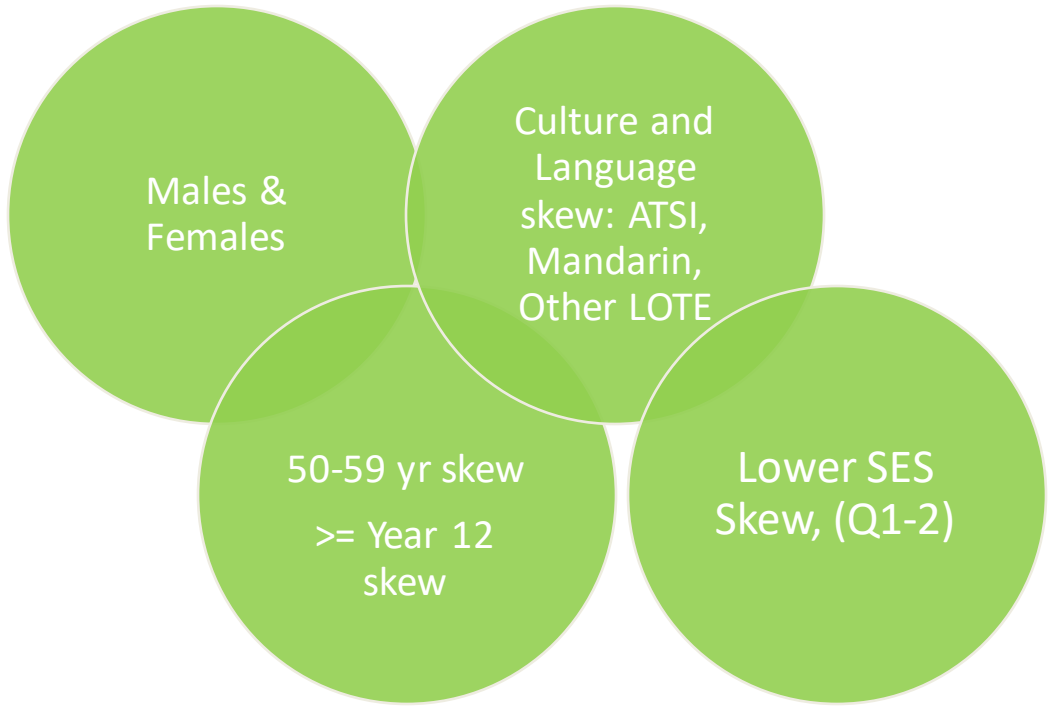 Males &
Females
Culture and
Language
skew: ATSI,
Mandarin,
Other LOTE
50-59 yr skew
>= Year 12
skew
Lower SES
Skew, (Q1-2)